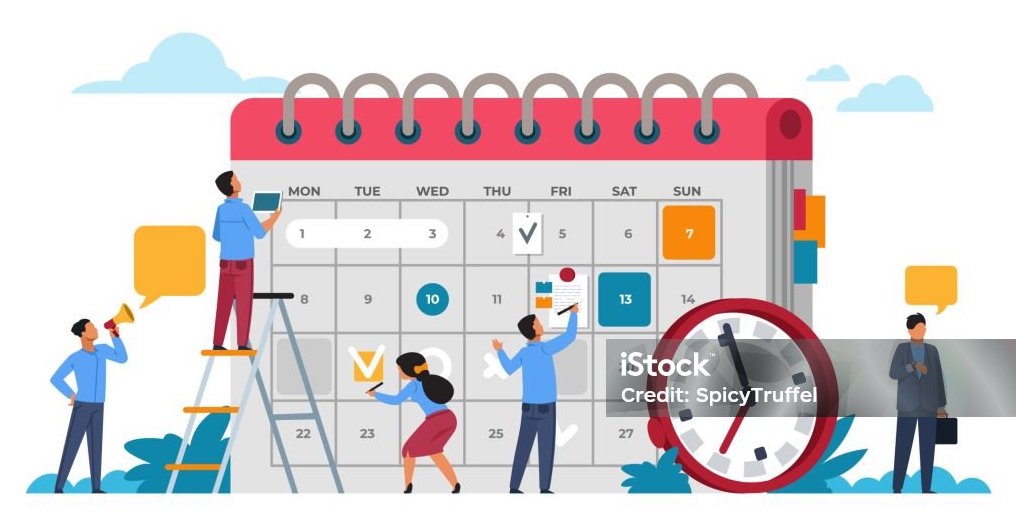 MON TUE WED THU FRI SAT SUN
1 2 3 4 5 6 7
8 9 10 11 13 14
22 23 25 27
iStock™
Credit: SpicyTruffel